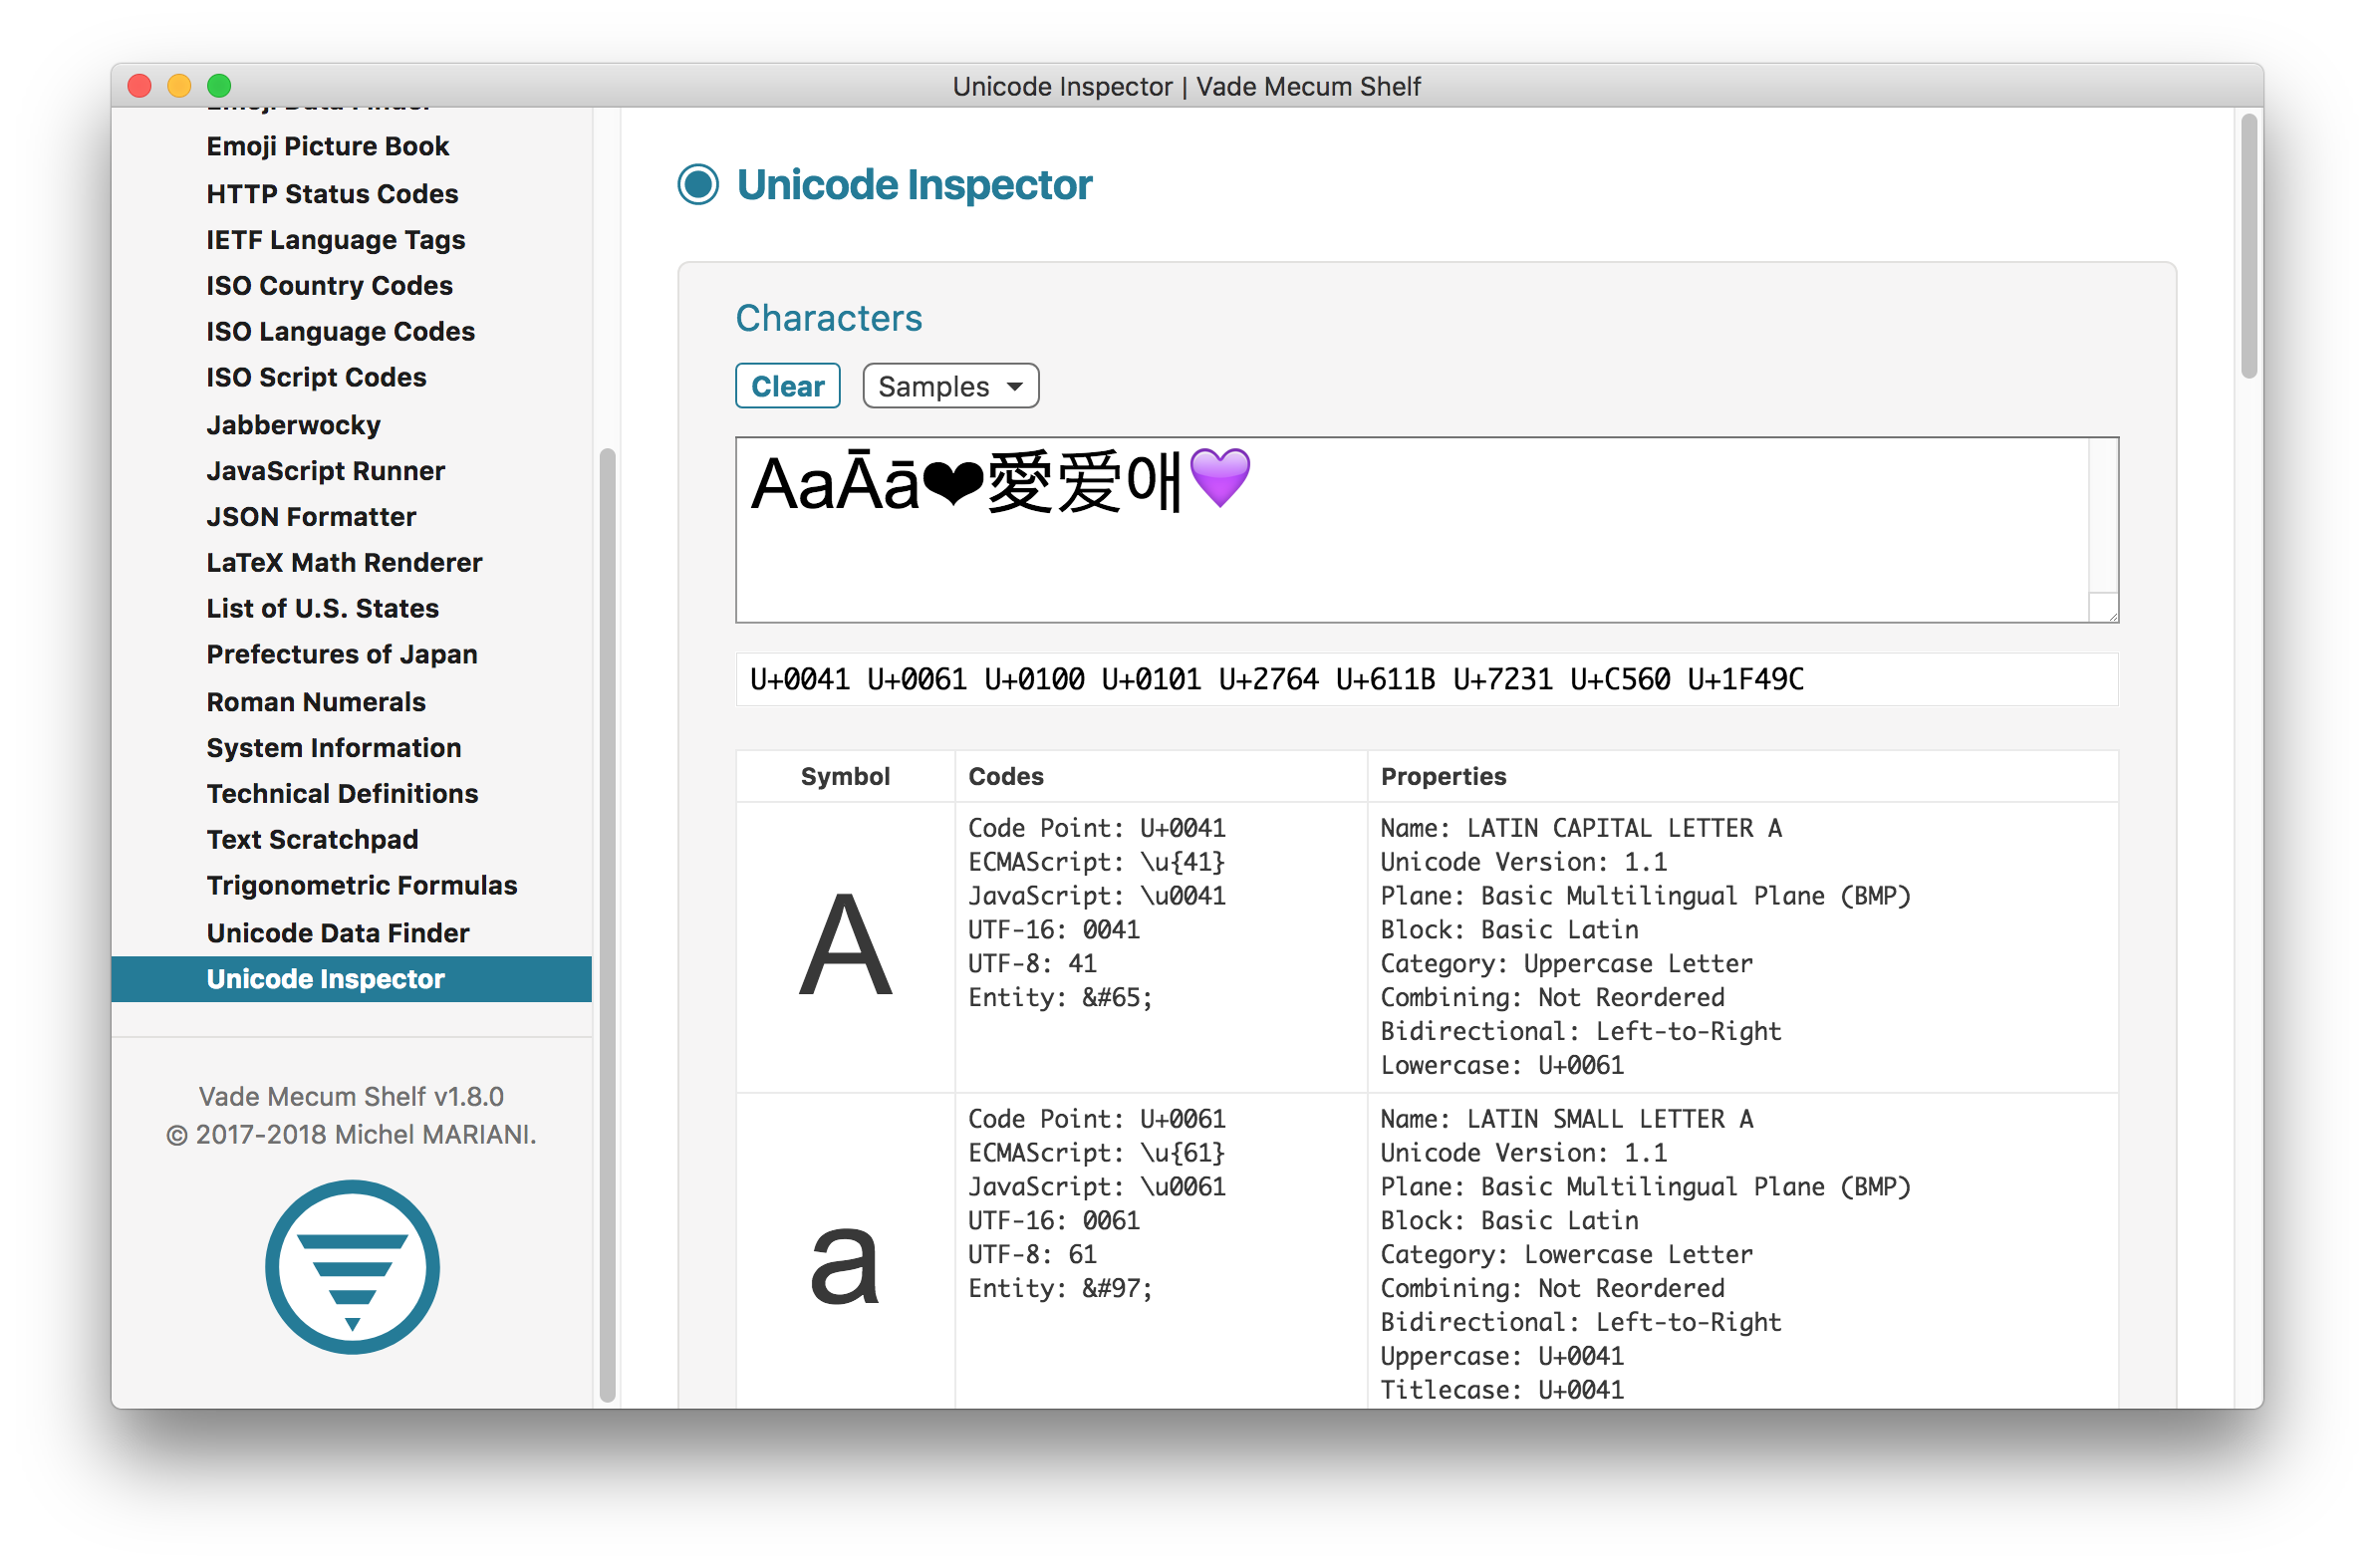 Unicode Inspector | Vade Mecum Shelf
Emoji Data Finder
Emoji Picture Book
HTTP Status Codes
IETF Language Tags
ISO Country Codes
ISO Language Codes
ISO Script Codes
Jabberwocky
JavaScript Runner
JSON Formatter
LaTeX Math Renderer
List of U.S. States
Prefectures of Japan
Roman Numerals
System Information
Technical Definitions
Text Scratchpad
Trigonometric Formulas
Unicode Data Finder
Unicode Inspector
Vade Mecum Shelf v1.8.0
© 2017-2018 Michel MARIANI.
Unicode Inspector
Characters
Clear
Samples
AaĀā❤愛爱애💜
U+0041 U+0061 U+0100 U+0101 U+2764 U+611B U+7231 U+C560 U+1F49C
Symbol Codes Properties
A
Code Point: U+0041
ECMAScript: \u{41}
JavaScript: \u0041
UTF-16: 0041
UTF-8: 41
Entity: &#65;
Name: LATIN CAPITAL LETTER A
Unicode Version: 1.1
Plane: Basic Multilingual Plane (BMP)
Block: Basic Latin
Category: Uppercase Letter
Combining: Not Reordered
Bidirectional: Left-to-Right
Lowercase: U+0061
a
Code Point: U+0061
ECMAScript: \u{61}
JavaScript: \u0061
UTF-16: 0061
UTF-8: 61
Entity: &#97;
Name: LATIN SMALL LETTER A
Unicode Version: 1.1
Plane: Basic Multilingual Plane (BMP)
Block: Basic Latin
Category: Lowercase Letter
Combining: Not Reordered
Bidirectional: Left-to-Right
Uppercase: U+0041
Titlecase: U+0041